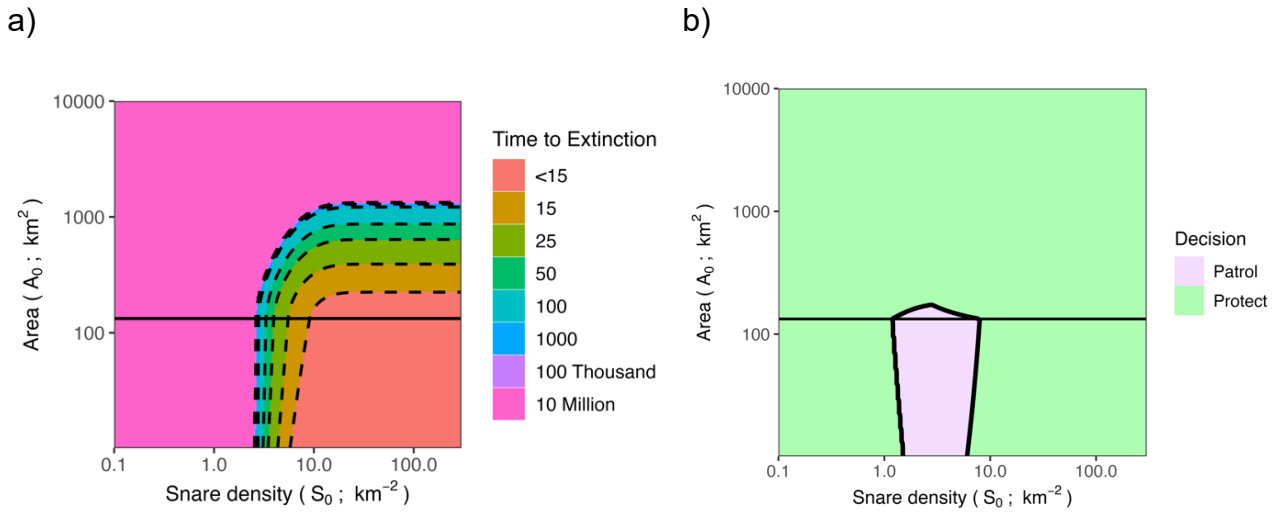 a)
10000
1000
100
Area ( A₀ ; km² )
0.1 1.0 10.0 100.0
Snare density ( S₀ ; km⁻² )
Time to Extinction
<15
15
25
50
100
1000
100 Thousand
10 Million
b)
10000
1000
100
Area ( A₀ ; km² )
0.1 1.0 10.0 100.0
Snare density ( S₀ ; km⁻² )
Decision
Patrol
Protect